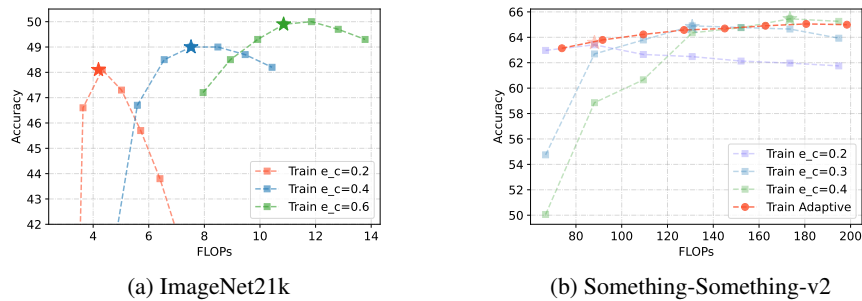 50
49
48
47
46
45
44
43
42
Accuracy
4
6
8
10
12
14
FLOPs
Train e_c=0.2
Train e_c=0.4
Train e_c=0.6
(a) ImageNet21k
66
64
62
60
58
56
54
52
50
Accuracy
80
100
120
140
160
180
200
FLOPs
Train e_c=0.2
Train e_c=0.3
Train e_c=0.4
Train Adaptive
(b) Something-Something-v2